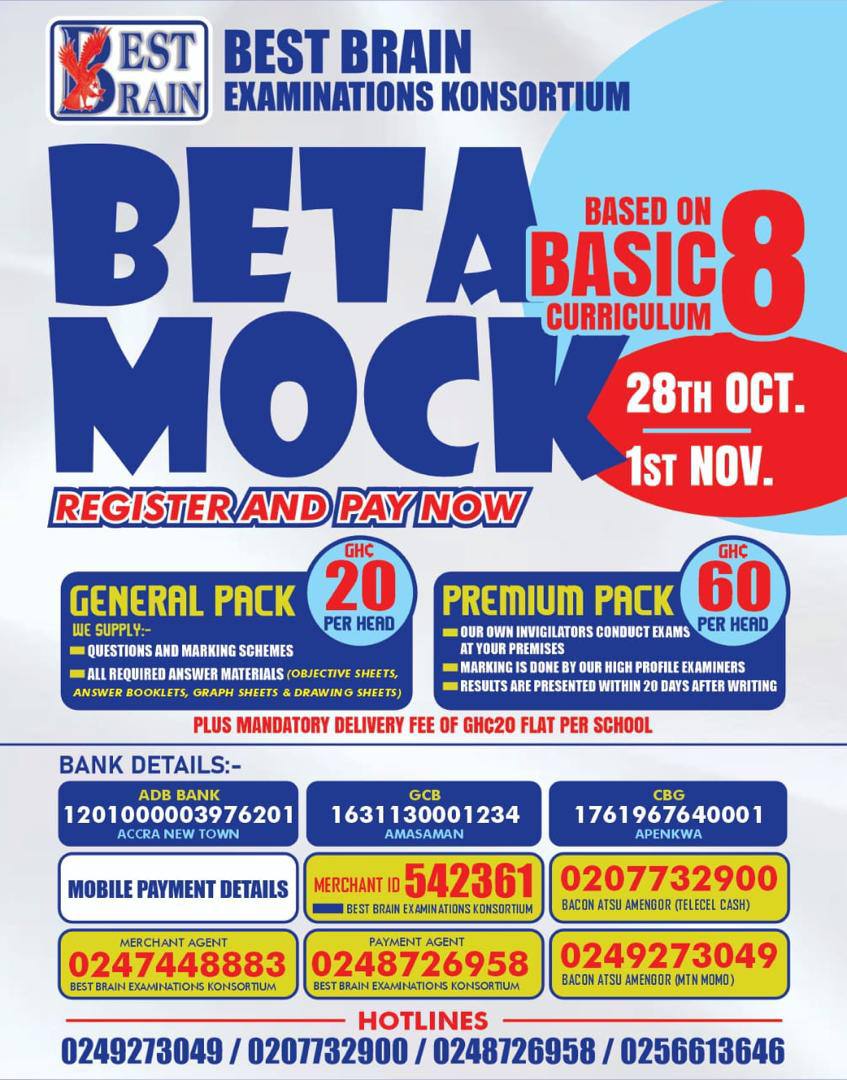 BEST BRAIN
BEST BRAIN
EXAMINATIONS KONSORTIUM
BETA
MOCK
BASED ON
BASIC 8
CURRICULUM
28TH OCT.
1ST NOV.
REGISTER AND PAY NOW
GENERAL PACK
GH¢
20
PER HEAD
WE SUPPLY:-
QUESTIONS AND MARKING SCHEMES
ALL REQUIRED ANSWER MATERIALS (OBJECTIVE SHEETS,
ANSWER BOOKLETS, GRAPH SHEETS & DRAWING SHEETS)
PREMIUM PACK
GH¢
60
PER HEAD
OUR OWN INVIGILATORS CONDUCT EXAMS
AT YOUR PREMISES
MARKING IS DONE BY OUR HIGH PROFILE EXAMINERS
RESULTS ARE PRESENTED WITHIN 20 DAYS AFTER WRITING
PLUS MANDATORY DELIVERY FEE OF GH¢20 FLAT PER SCHOOL
BANK DETAILS:-
ADB BANK
1201000003976201
ACCRA NEW TOWN
GCB
1631130001234
AMASAMAN
CBG
1761967640001
APENKWA
MOBILE PAYMENT DETAILS
MERCHANT ID 542361
BEST BRAIN EXAMINATIONS KONSORTIUM
0207732900
BACON ATSU AMENGOR (TELECEL CASH)
MERCHANT AGENT
0247448883
BEST BRAIN EXAMINATIONS KONSORTIUM
PAYMENT AGENT
0248726958
BEST BRAIN EXAMINATIONS KONSORTIUM
0249273049
BACON ATSU AMENGOR (MTN MOMO)
HOTLINES
0249273049 / 0207732900 / 0248726958 / 0256613646